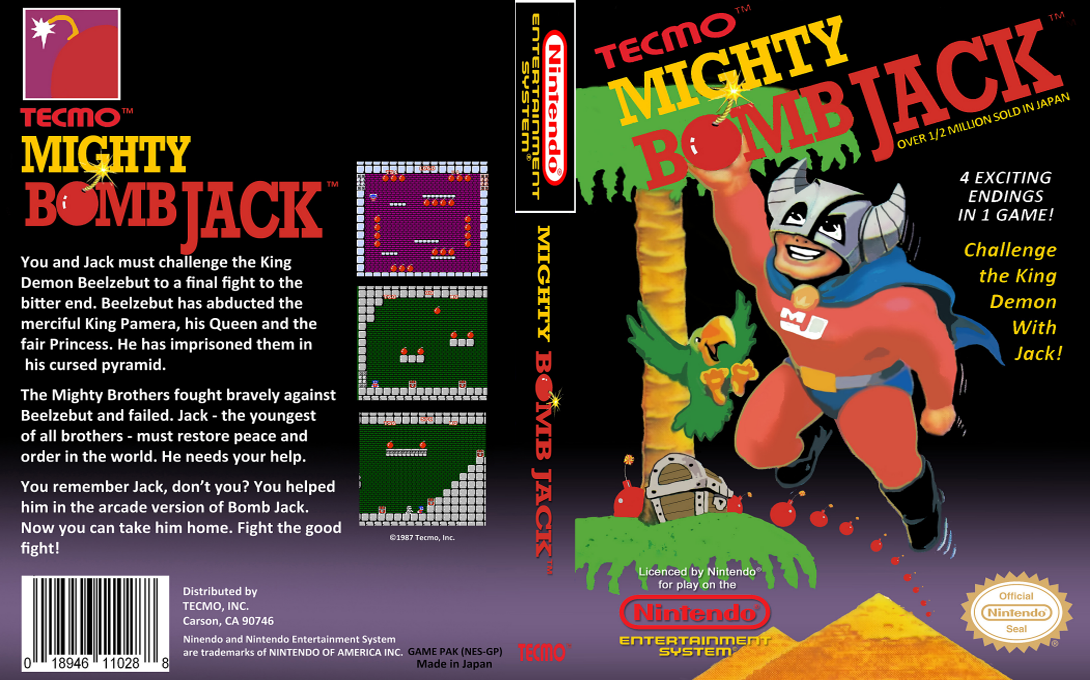 TECMO™
MIGHTY
BOMB JACK™
You and Jack must challenge the King
Demon Beelzebut to a final fight to the
bitter end. Beelzebut has abducted the
merciful King Pamera, his Queen and the
fair Princess. He has imprisoned them in
his cursed pyramid.
The Mighty Brothers fought bravely against
Beelzebut and failed. Jack - the youngest
of all brothers - must restore peace and
order in the world. He needs your help.
You remember Jack, don't you? You helped
him in the arcade version of Bomb Jack.
Now you can take him home. Fight the good
fight!
©1987 Tecmo, Inc.
0 18946 11028 8
Distributed by
TECMO, INC.
Carson, CA 90746
Ninendo and Nintendo Entertainment System
are trademarks of NINTENDO OF AMERICA INC.
GAME PAK (NES-GP)
Made in Japan
Nintendo®
ENTERTAINMENT
SYSTEM®
MIGHTY BOMB JACK™
TECMO
TECMO™
MIGHTY
BOMB JACK™
OVER 1/2 MILLION SOLD IN JAPAN
4 EXCITING
ENDINGS
IN 1 GAME!
Challenge
the King
Demon
With
Jack!
MJ
Licenced by Nintendo®
for play on the
Nintendo®
ENTERTAINMENT
SYSTEM™
Official
Nintendo
Seal
®